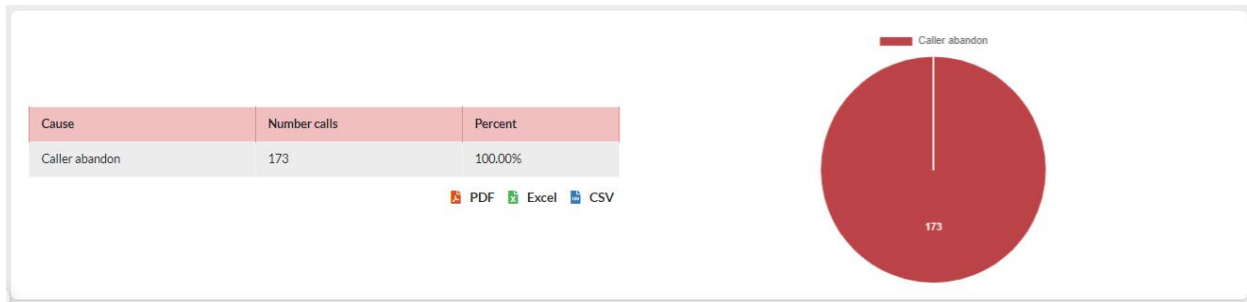 Cause Number calls Percent
Caller abandon 173 100.00%
PDF Excel CSV
Caller abandon
173